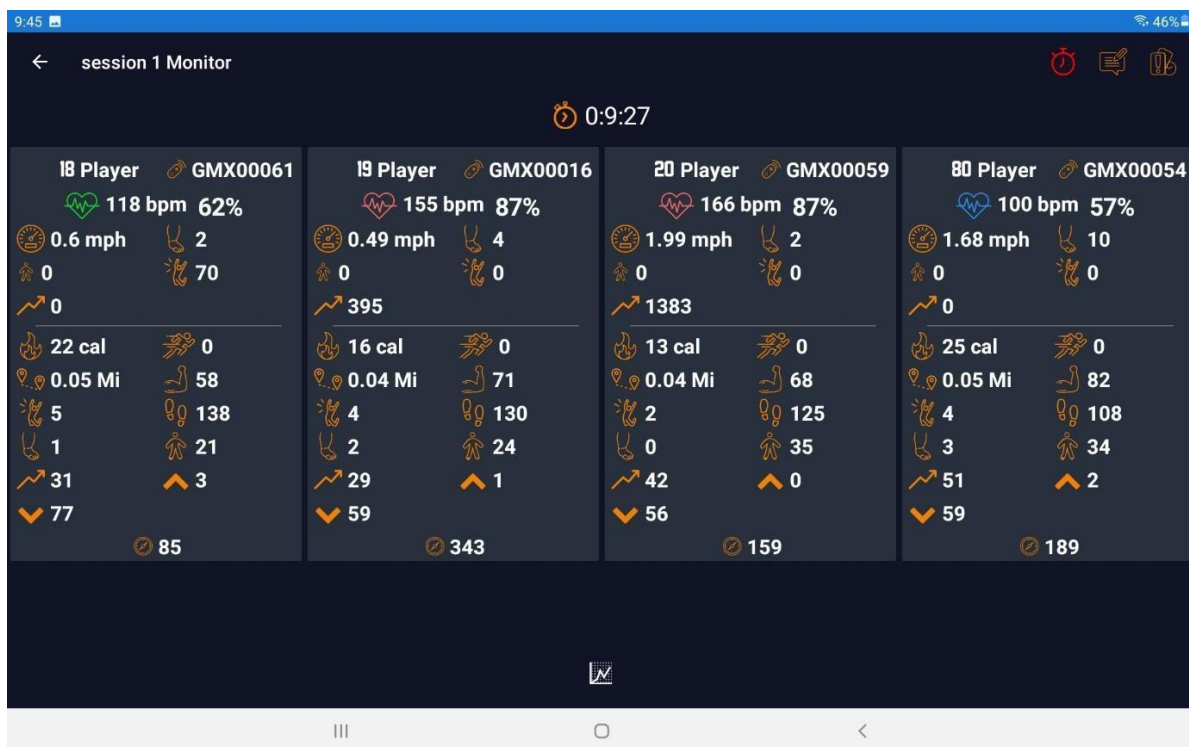 9:45 46%
session 1 Monitor
0:9:27
18 Player GMX00061
118 bpm 62%
0.6 mph 2
0 70
0
22 cal 0
0.05 Mi 58
5 138
1 21
31 3
77
85
19 Player GMX00016
155 bpm 87%
0.49 mph 4
0 0
395
16 cal 0
0.04 Mi 71
4 130
2 24
29 1
59
343
20 Player GMX00059
166 bpm 87%
1.99 mph 2
0 0
1383
13 cal 0
0.04 Mi 68
2 125
0 35
42 0
56
159
80 Player GMX00054
100 bpm 57%
1.68 mph 10
0 0
0
25 cal 0
0.05 Mi 82
4 108
3 34
51 2
59
189